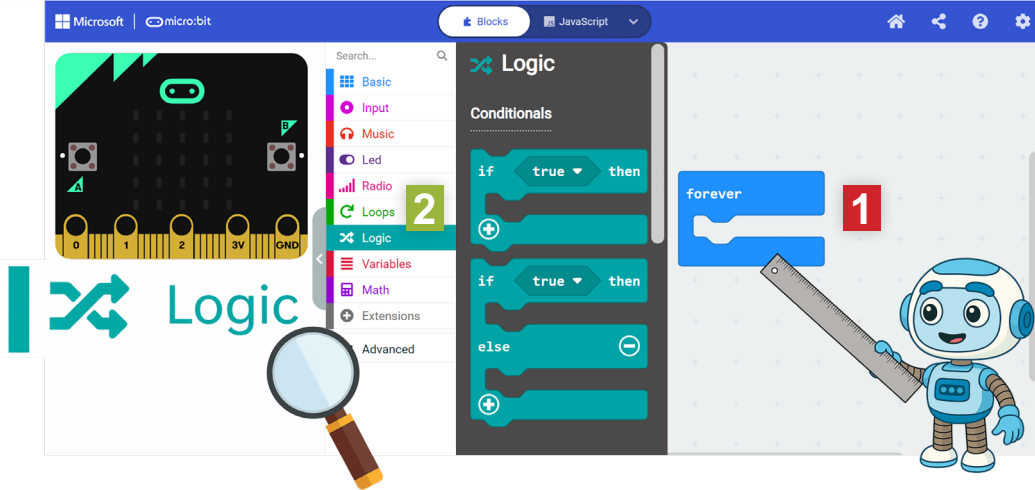 Microsoft
micro:bit
Blocks
JavaScript
Search...
Basic
Input
Music
Led
Radio
Loops
Logic
Variables
Math
Extensions
Advanced
2
A
B
0 1 2 3V GND
Logic
Logic
Conditionals
if true then
if true then
else
forever
1